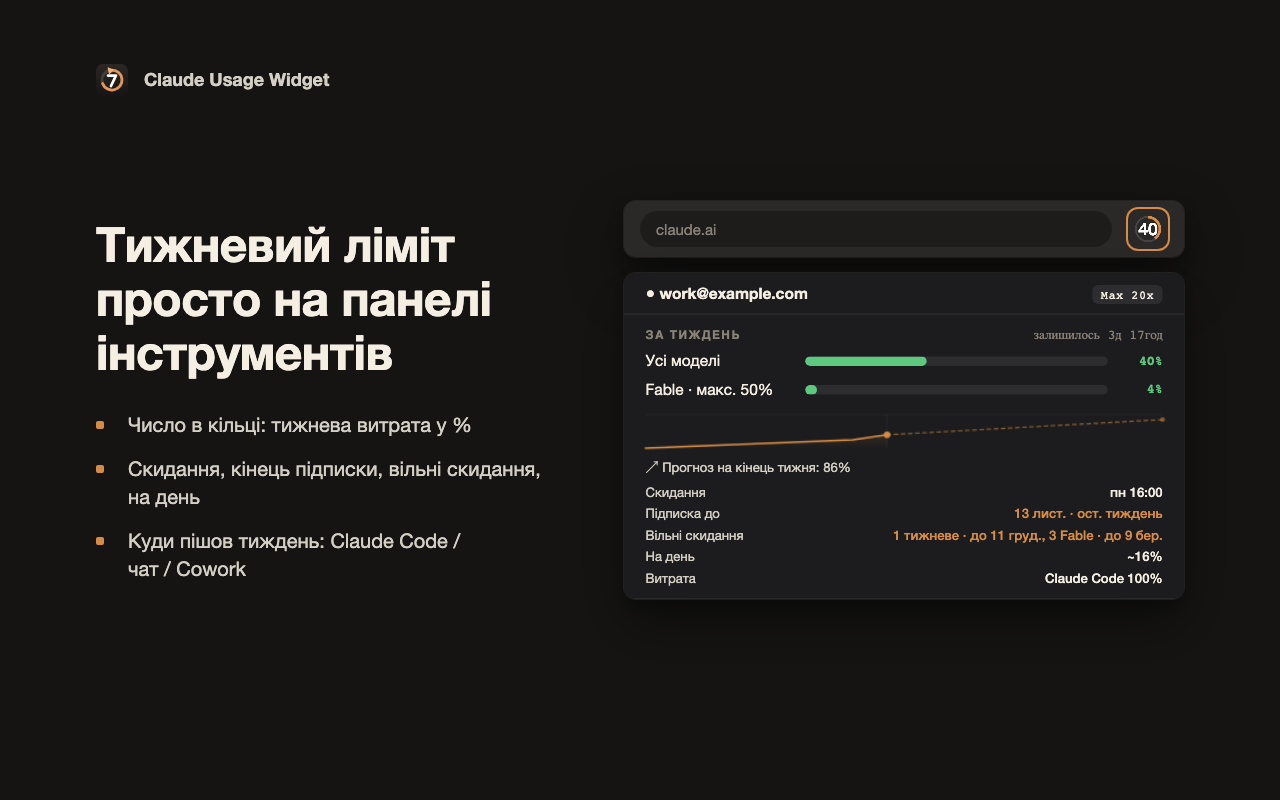 7 Claude Usage Widget
Тижневий ліміт
просто на панелі
інструментів
Число в кільці: тижнева витрата у %
Скидання, кінець підписки, вільні скидання,
на день
Куди пішов тиждень: Claude Code /
чат / Cowork
claude.ai 40
work@example.com Max 20x
ЗА ТИЖДЕНЬ залишилось 3д 17год
Усі моделі 40%
Fable · макс. 50% 4%
↗ Прогноз на кінець тижня: 86%
Скидання пн 16:00
Підписка до 13 лист. · ост. тиждень
Вільні скидання 1 тижневе · до 11 груд., 3 Fable · до 9 бер.
На день ~16%
Витрата Claude Code 100%